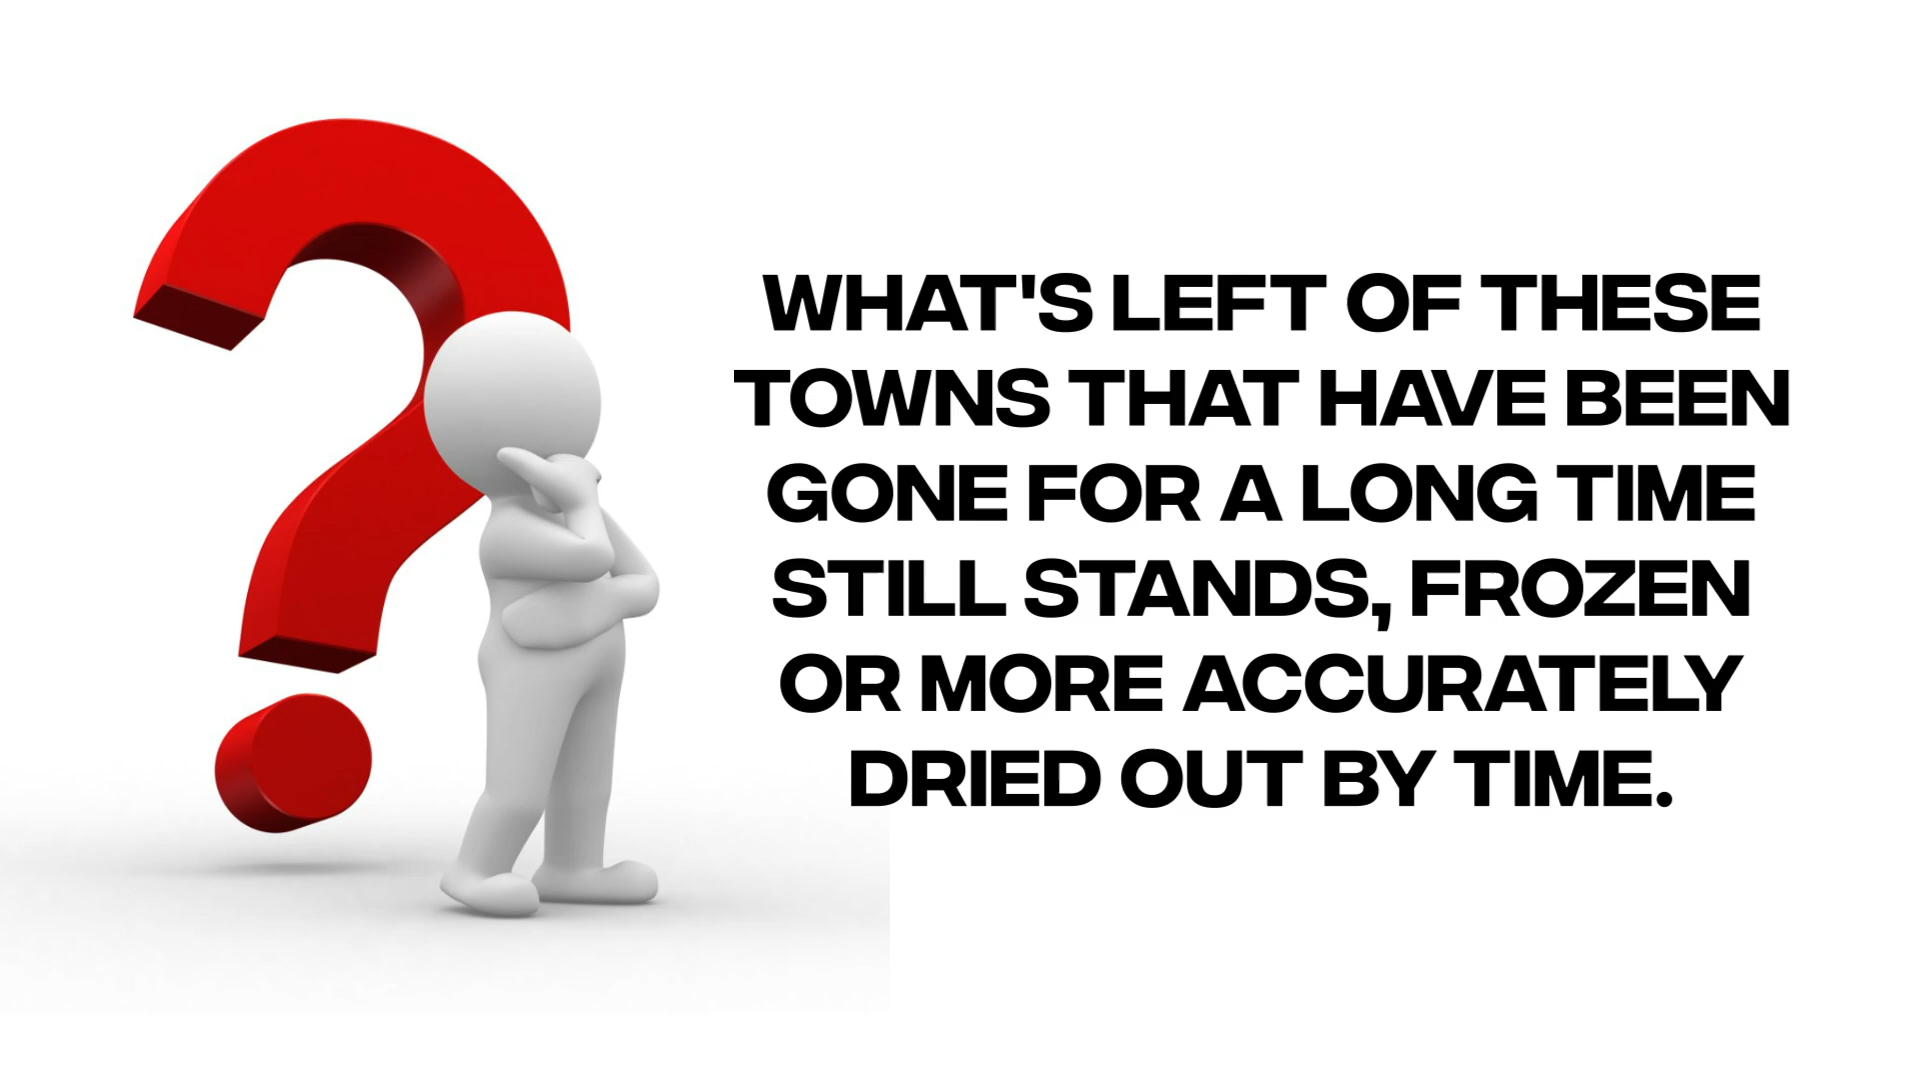 WHAT'S LEFT OF THESE
TOWNS THAT HAVE BEEN
GONE FOR A LONG TIME
STILL STANDS, FROZEN
OR MORE ACCURATELY
DRIED OUT BY TIME.